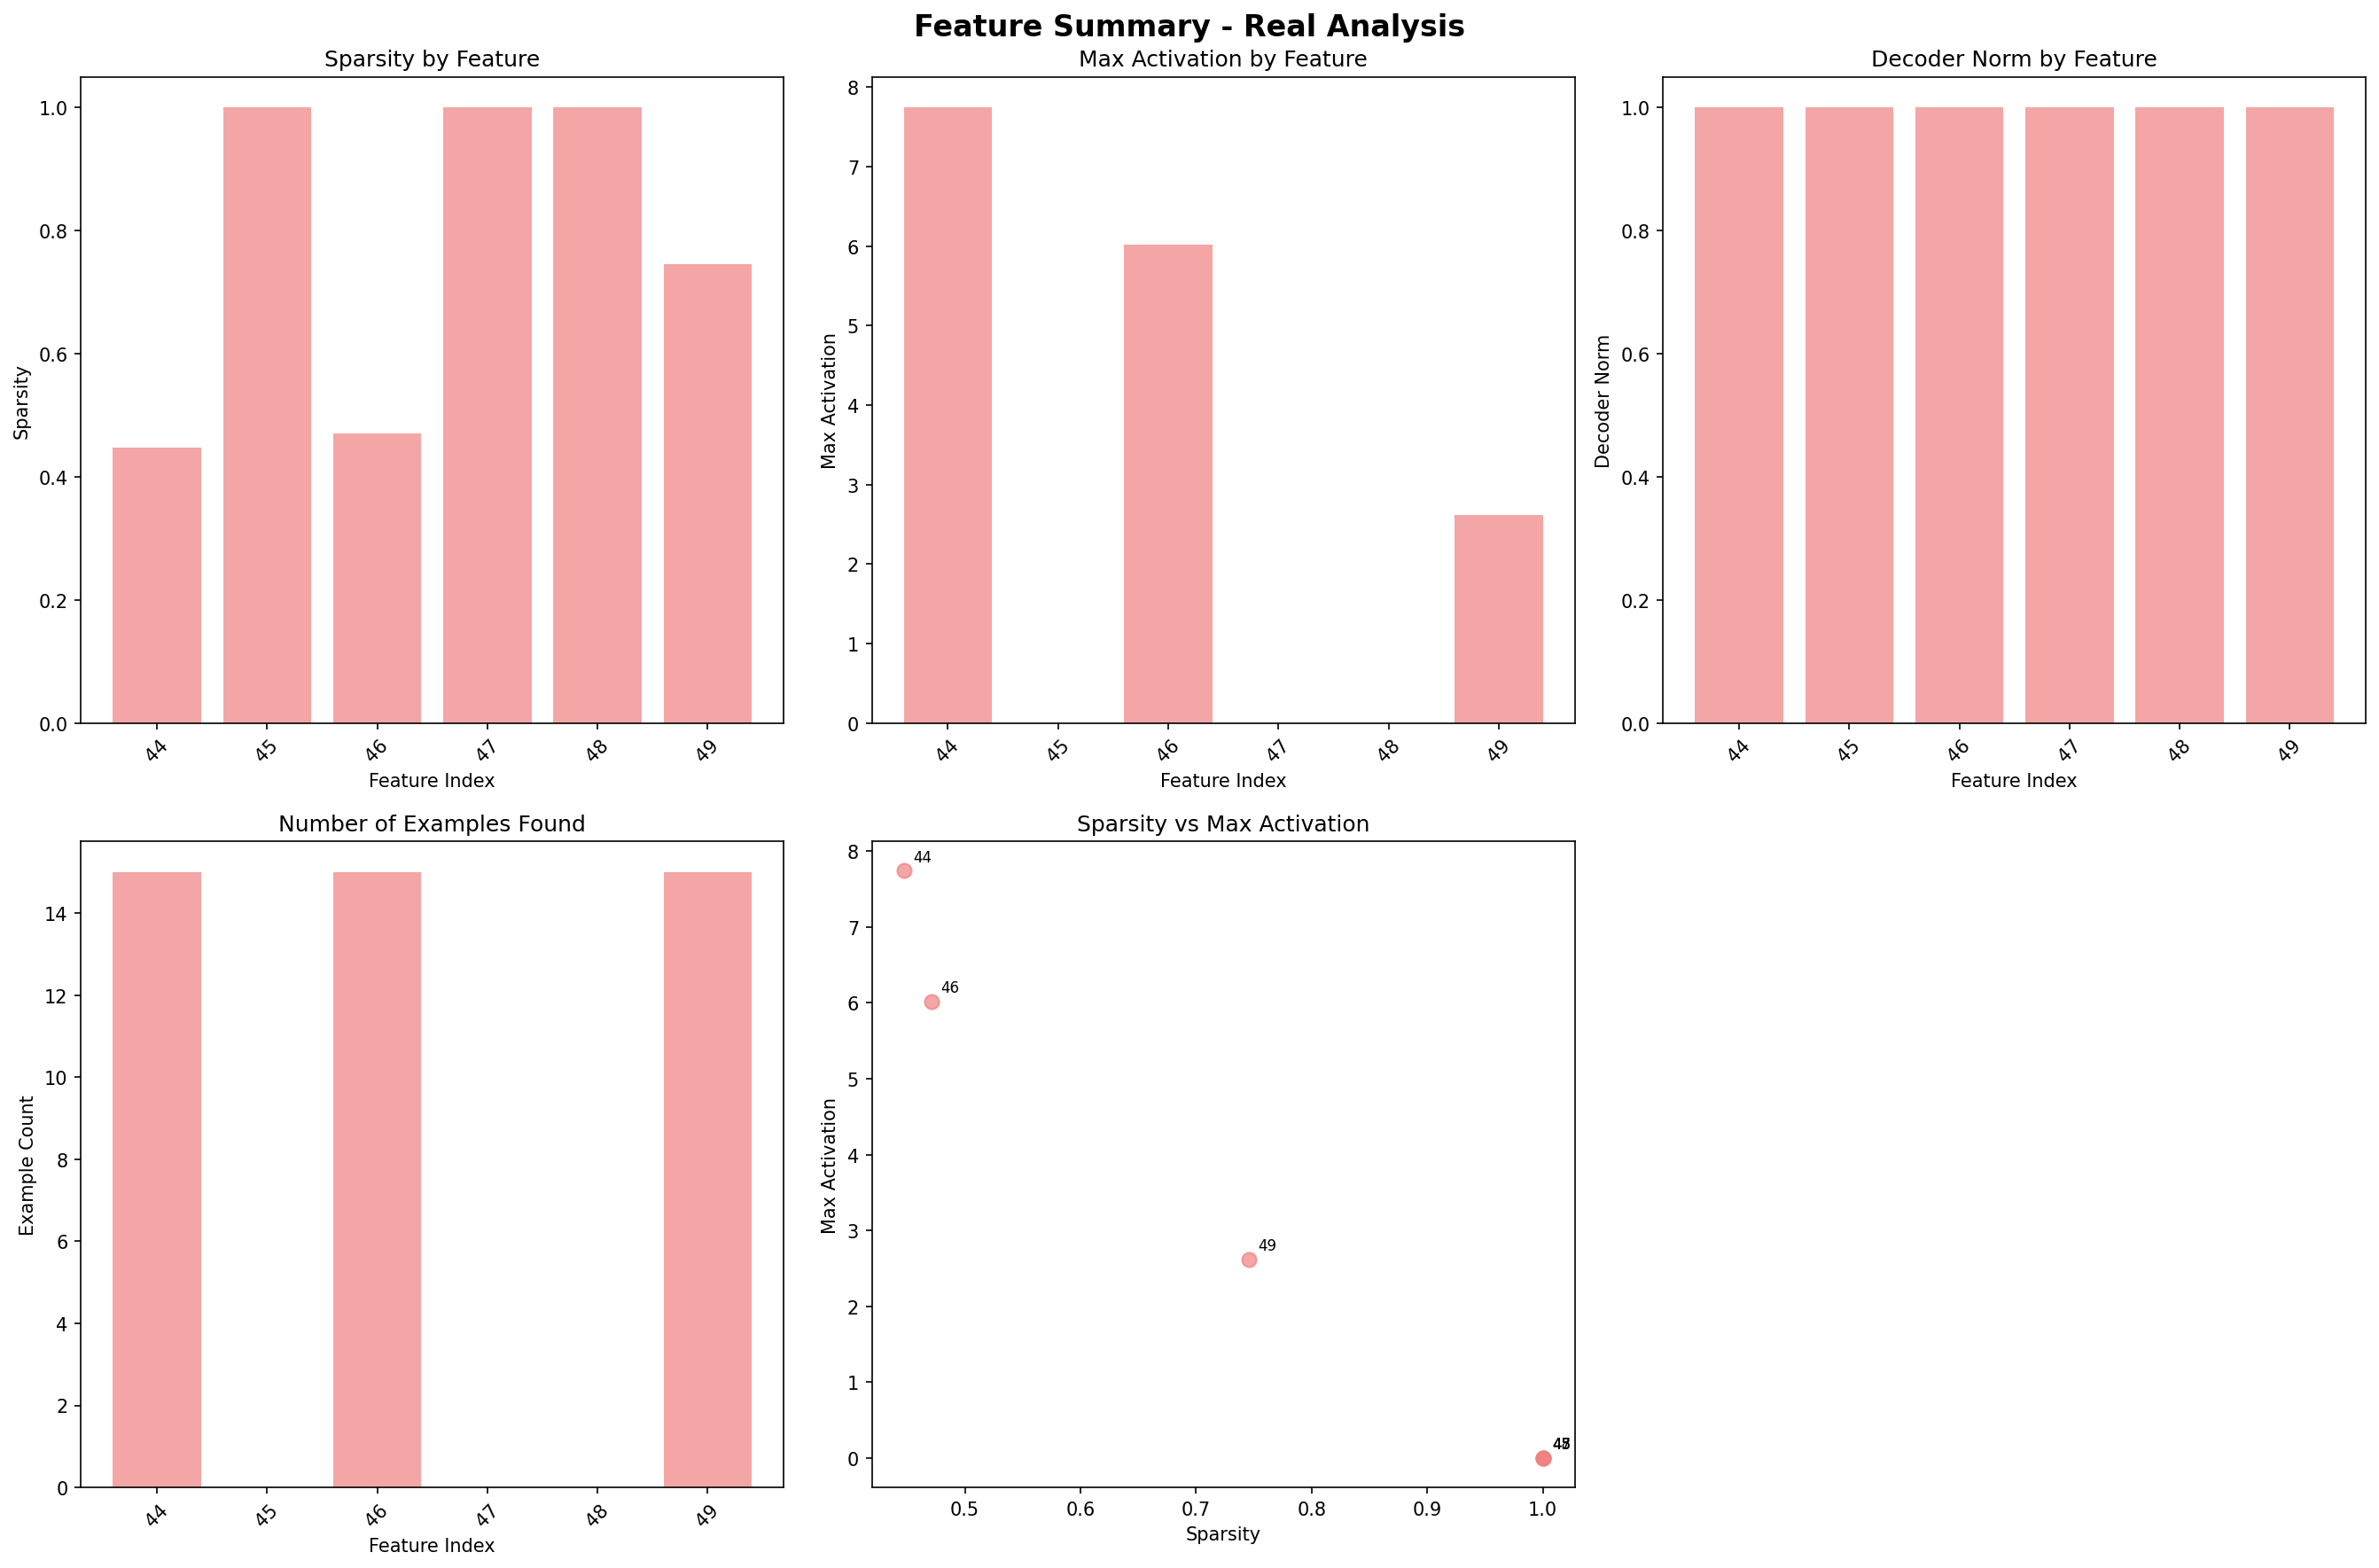 Feature Summary - Real Analysis
Sparsity by Feature
Sparsity
1.0
0.8
0.6
0.4
0.2
0.0
44 45 46 47 48 49
Feature Index
Max Activation by Feature
Max Activation
8
7
6
5
4
3
2
1
0
44 45 46 47 48 49
Feature Index
Decoder Norm by Feature
Decoder Norm
1.0
0.8
0.6
0.4
0.2
0.0
44 45 46 47 48 49
Feature Index
Number of Examples Found
Example Count
14
12
10
8
6
4
2
0
44 45 46 47 48 49
Feature Index
Sparsity vs Max Activation
Max Activation
8
7
6
5
4
3
2
1
0
44
46
49
0.5 0.6 0.7 0.8 0.9 1.0
Sparsity